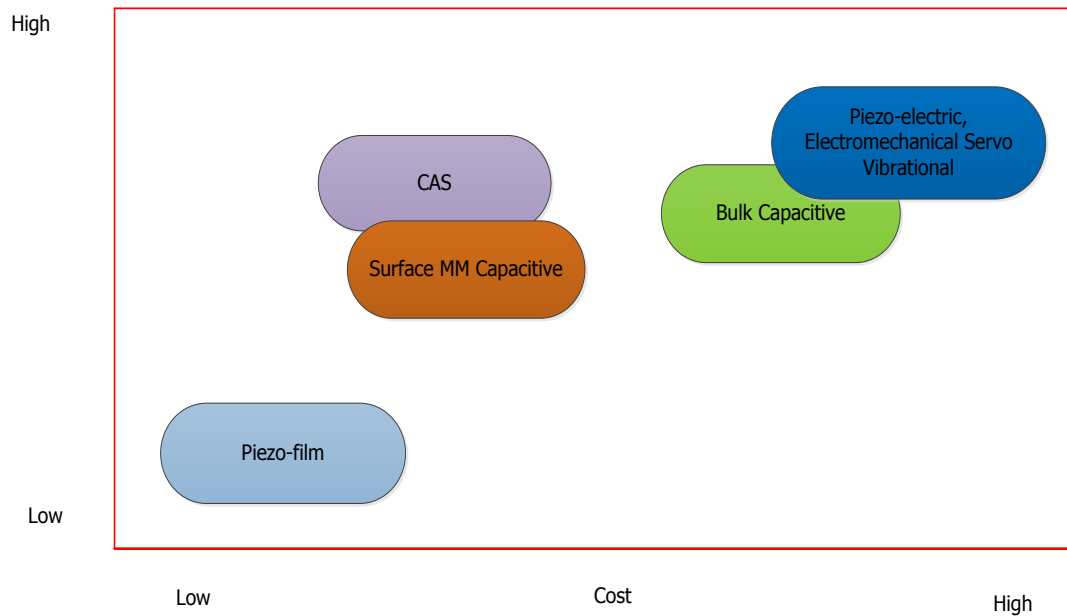 High
Piezo-electric,
Electromechanical Servo
Vibrational
CAS
Bulk Capacitive
Surface MM Capacitive
Piezo-film
Low
Low
Cost
High